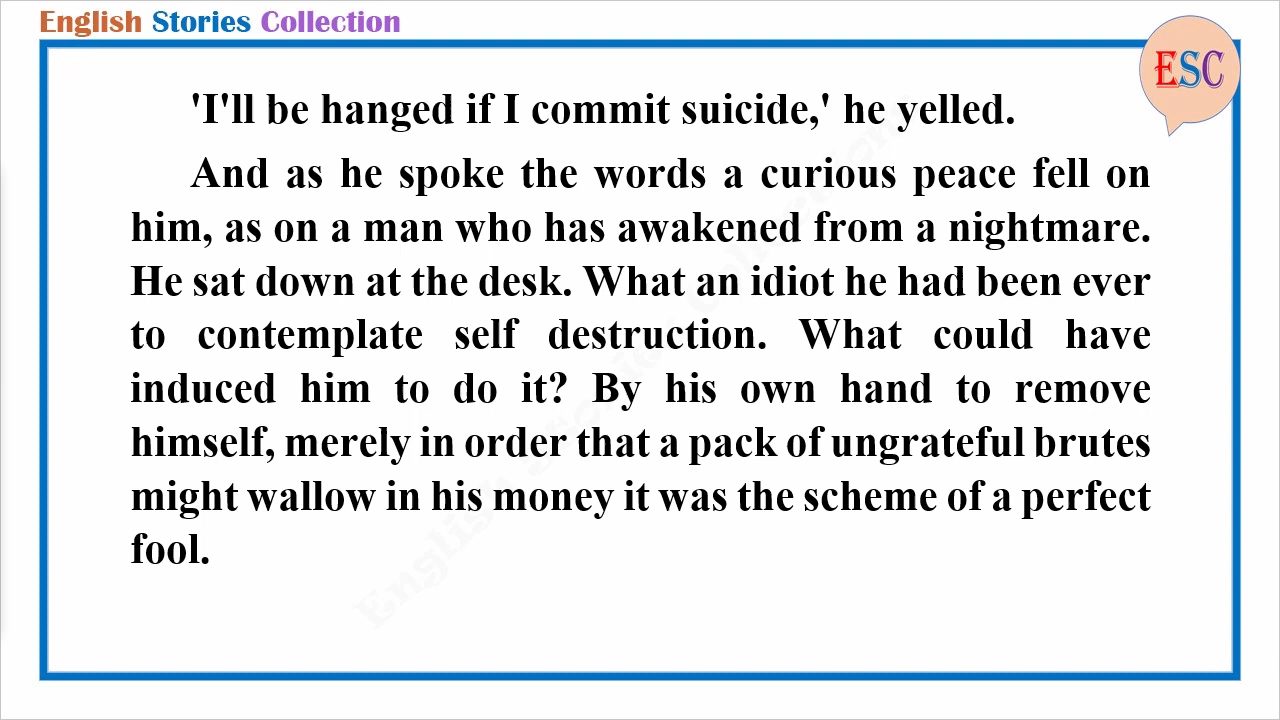 English Stories Collection
ESC
'I'll be hanged if I commit suicide,' he yelled.
And as he spoke the words a curious peace fell on
him, as on a man who has awakened from a nightmare.
He sat down at the desk. What an idiot he had been ever
to contemplate self destruction. What could have
induced him to do it? By his own hand to remove
himself, merely in order that a pack of ungrateful brutes
might wallow in his money it was the scheme of a perfect
fool.
English Stories Collection